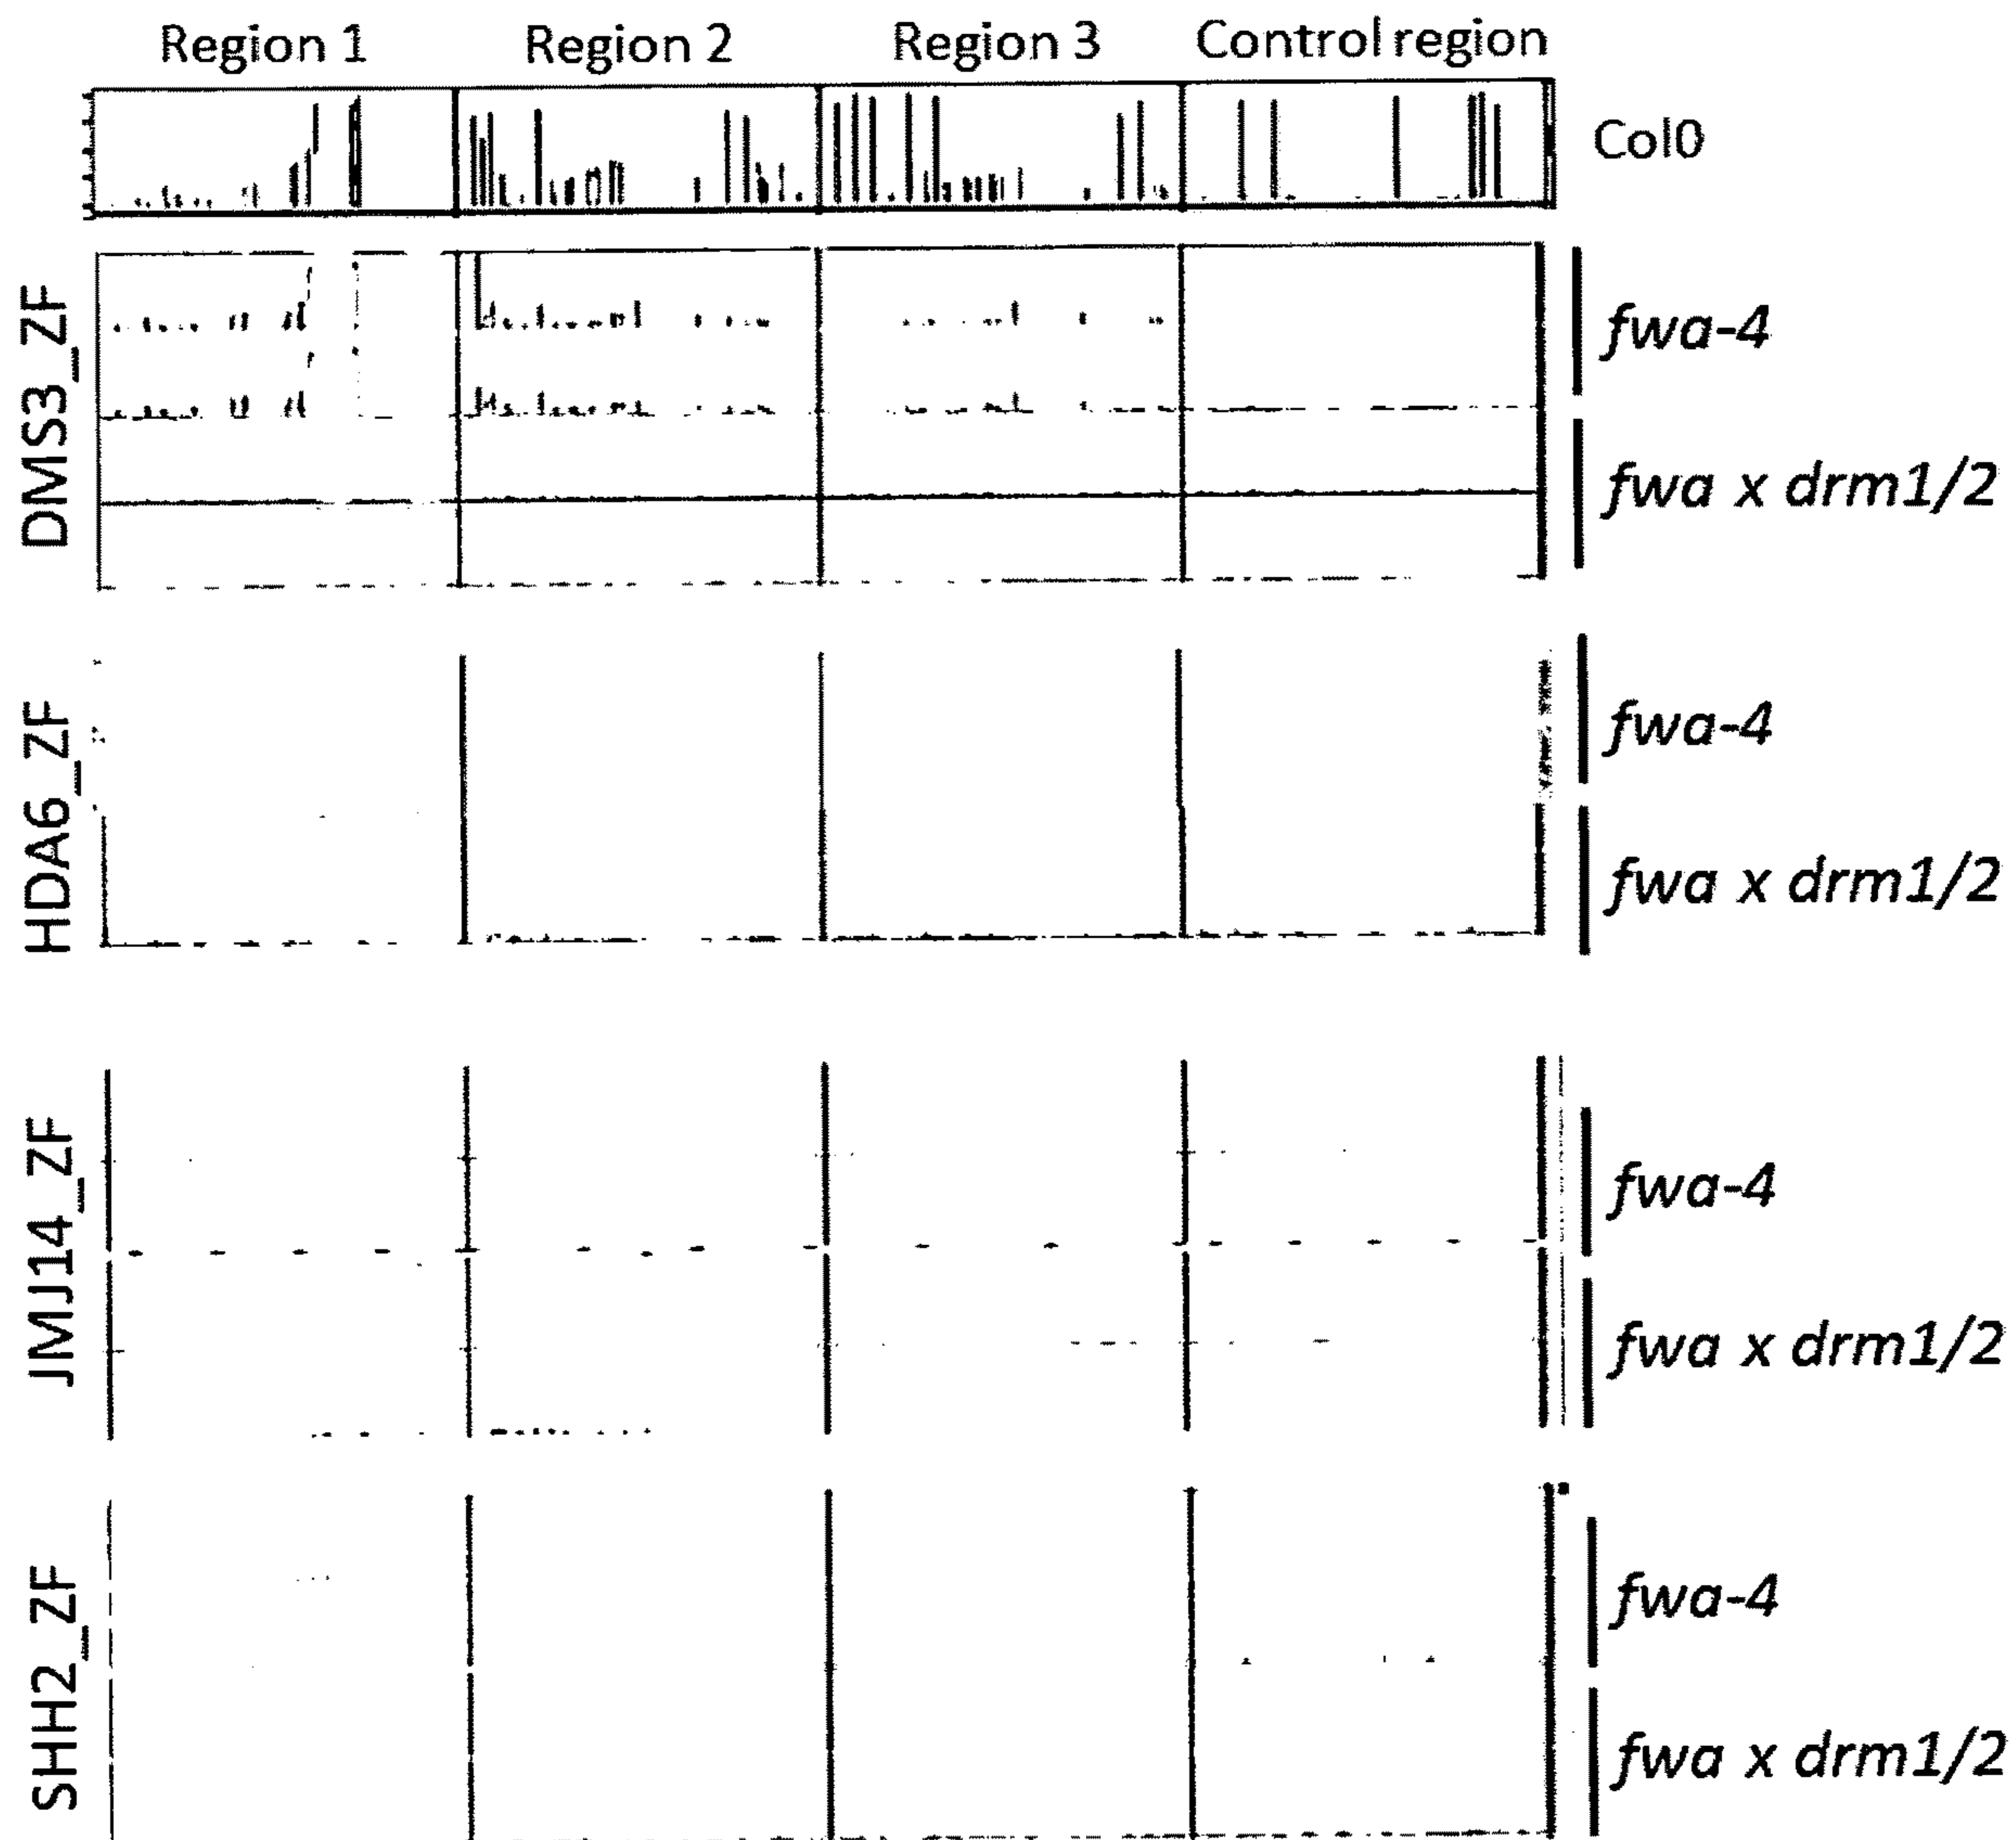 Region 1 Region 2 Region 3 Control region
Col0
DMS3_ZF
fwa-4
fwa x drm1/2
HDA6_ZF
fwa-4
fwa x drm1/2
JMJ14_ZF
fwa-4
fwa x drm1/2
SHH2_ZF
fwa-4
fwa x drm1/2